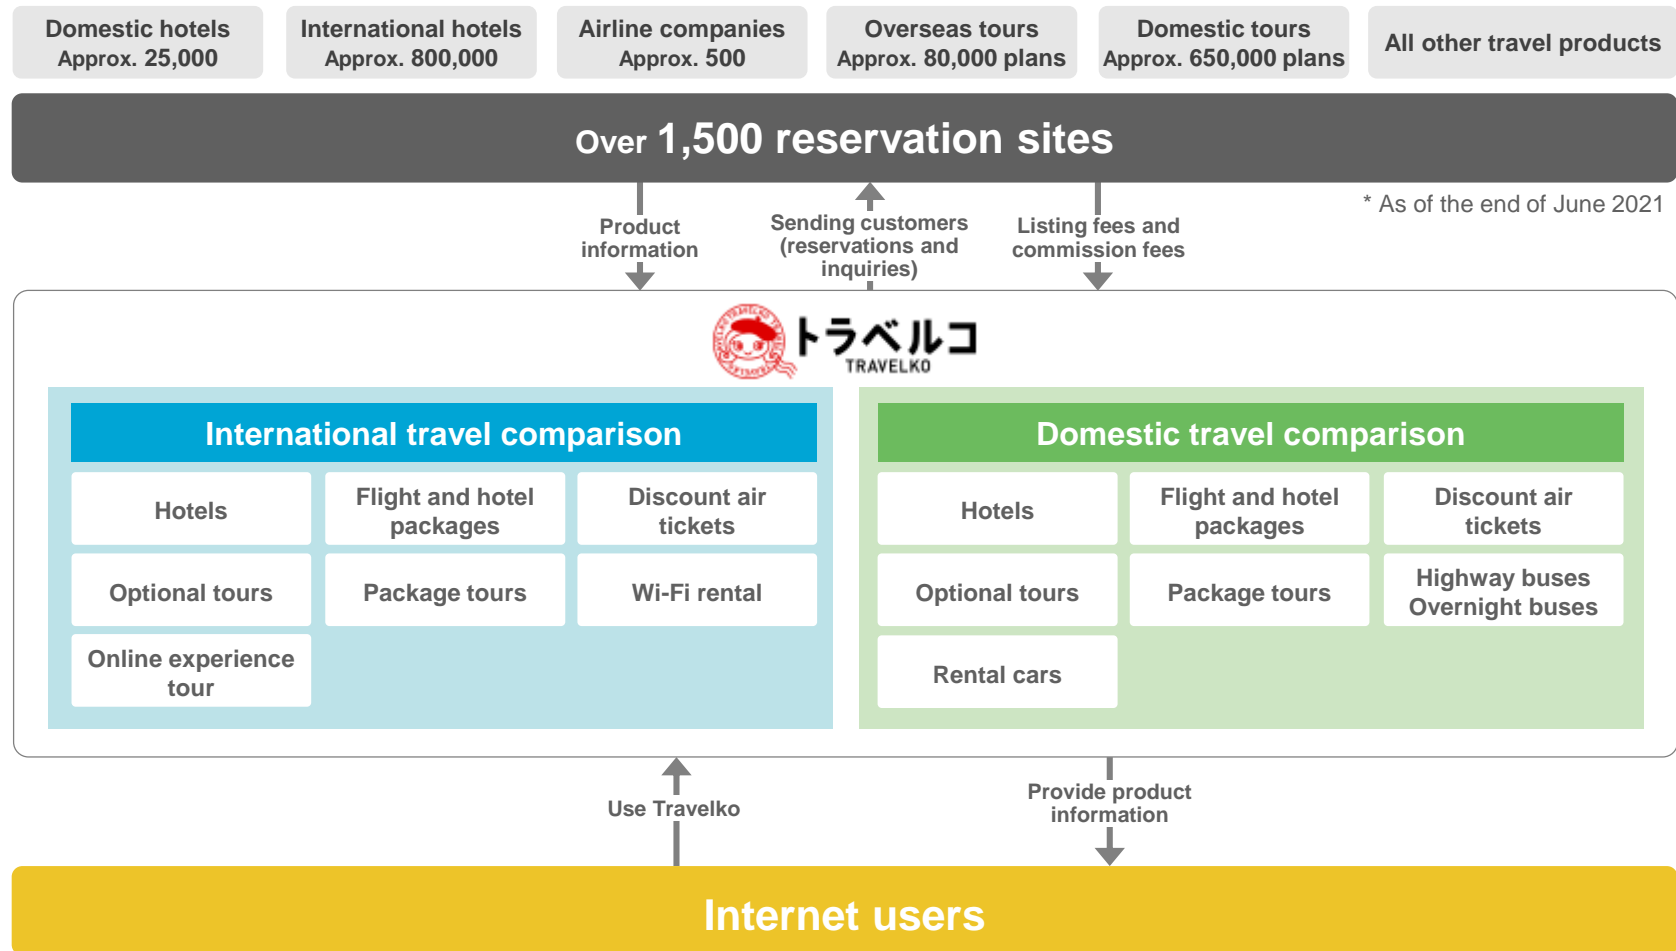 Domestic hotels
Approx. 25,000
International hotels
Approx. 800,000
Airline companies
Approx. 500
Overseas tours
Approx. 80,000 plans
Domestic tours
Approx. 650,000 plans
All other travel products
Over 1,500 reservation sites
* As of the end of June 2021
Product
information
Sending customers
(reservations and
inquiries)
Listing fees and
commission fees
トラベルコ
TRAVELKO
International travel comparison
Hotels
Flight and hotel
packages
Discount air
tickets
Optional tours
Package tours
Wi-Fi rental
Online experience
tour
Domestic travel comparison
Hotels
Flight and hotel
packages
Discount air
tickets
Optional tours
Package tours
Highway buses
Overnight buses
Rental cars
Use Travelko
Provide product
information
Internet users